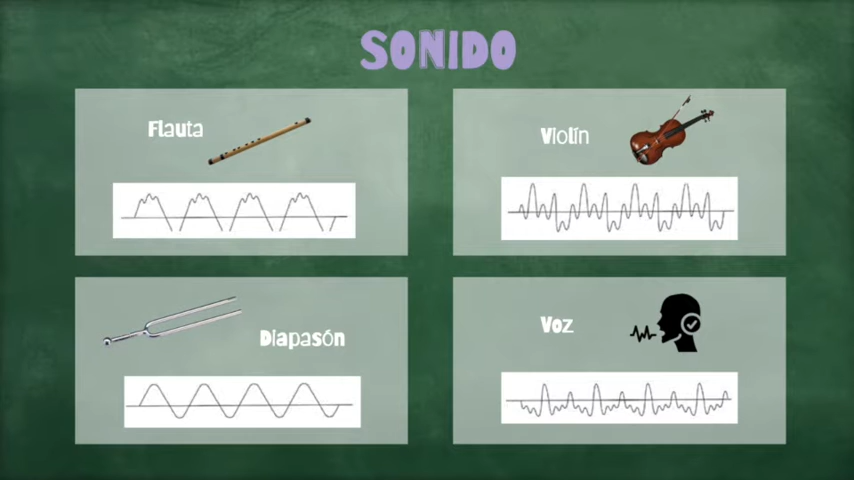 SONIDO
Flauta
Violín
Diapasón
Voz